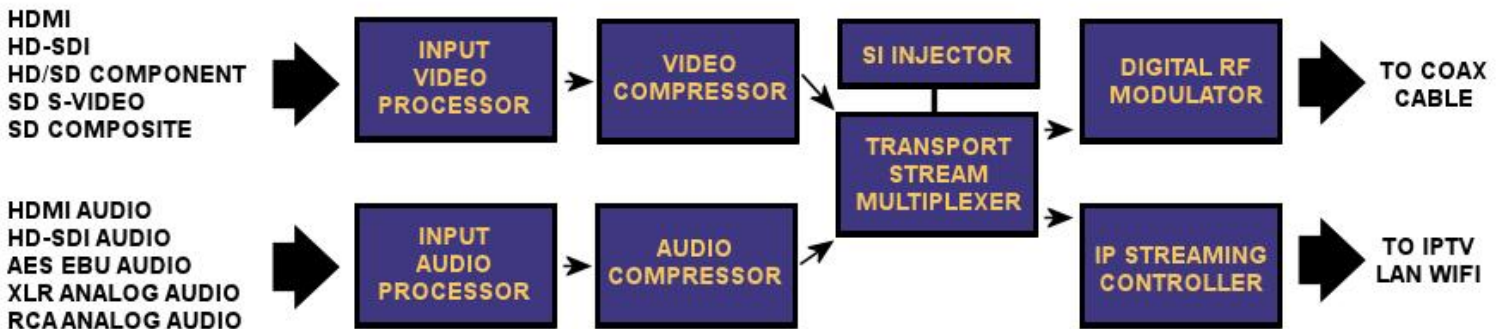 HDMI
HD-SDI
HD/SD COMPONENT
SD S-VIDEO
SD COMPOSITE
INPUT
VIDEO
PROCESSOR
VIDEO
COMPRESSOR
SI INJECTOR
TRANSPORT
STREAM
MULTIPLEXER
DIGITAL RF
MODULATOR
TO COAX
CABLE
HDMI AUDIO
HD-SDI AUDIO
AES EBU AUDIO
XLR ANALOG AUDIO
RCA ANALOG AUDIO
INPUT
AUDIO
PROCESSOR
AUDIO
COMPRESSOR
IP STREAMING
CONTROLLER
TO IPTV
LAN WIFI